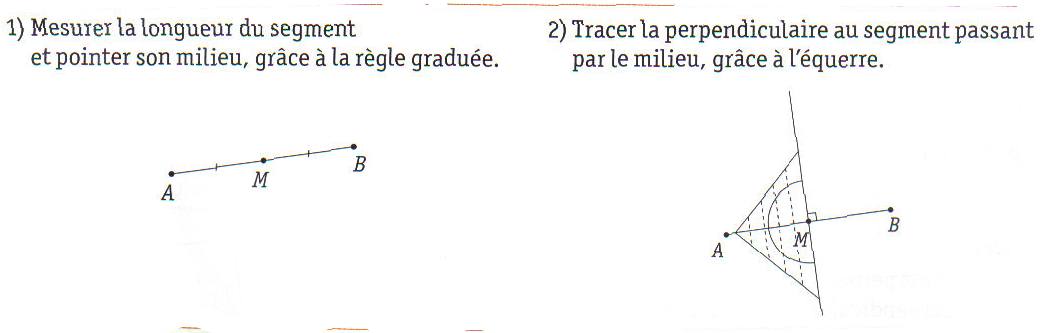 1) Mesurer la longueur du segment
et pointer son milieu, grâce à la règle graduée.
A
M
B
2) Tracer la perpendiculaire au segment passant
par le milieu, grâce à l'équerre.
A
M
B